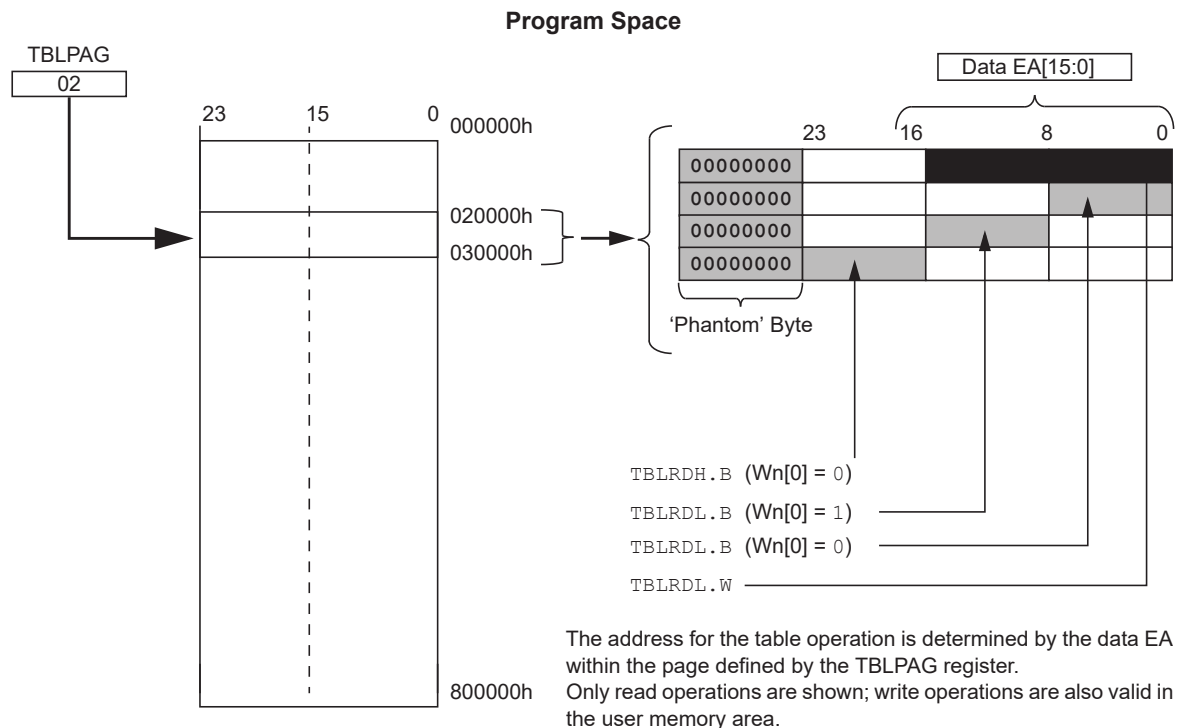 Program Space
TBLPAG
02
Data EA[15:0]
23 15 0
000000h
23 16 8 0
00000000
00000000
020000h
00000000
030000h
00000000
‘Phantom’ Byte
TBLRDH.B (Wn[0] = 0)
TBLRDL.B (Wn[0] = 1)
TBLRDL.B (Wn[0] = 0)
TBLRDL.W
The address for the table operation is determined by the data EA
within the page defined by the TBLPAG register.
Only read operations are shown; write operations are also valid in
the user memory area.
800000h